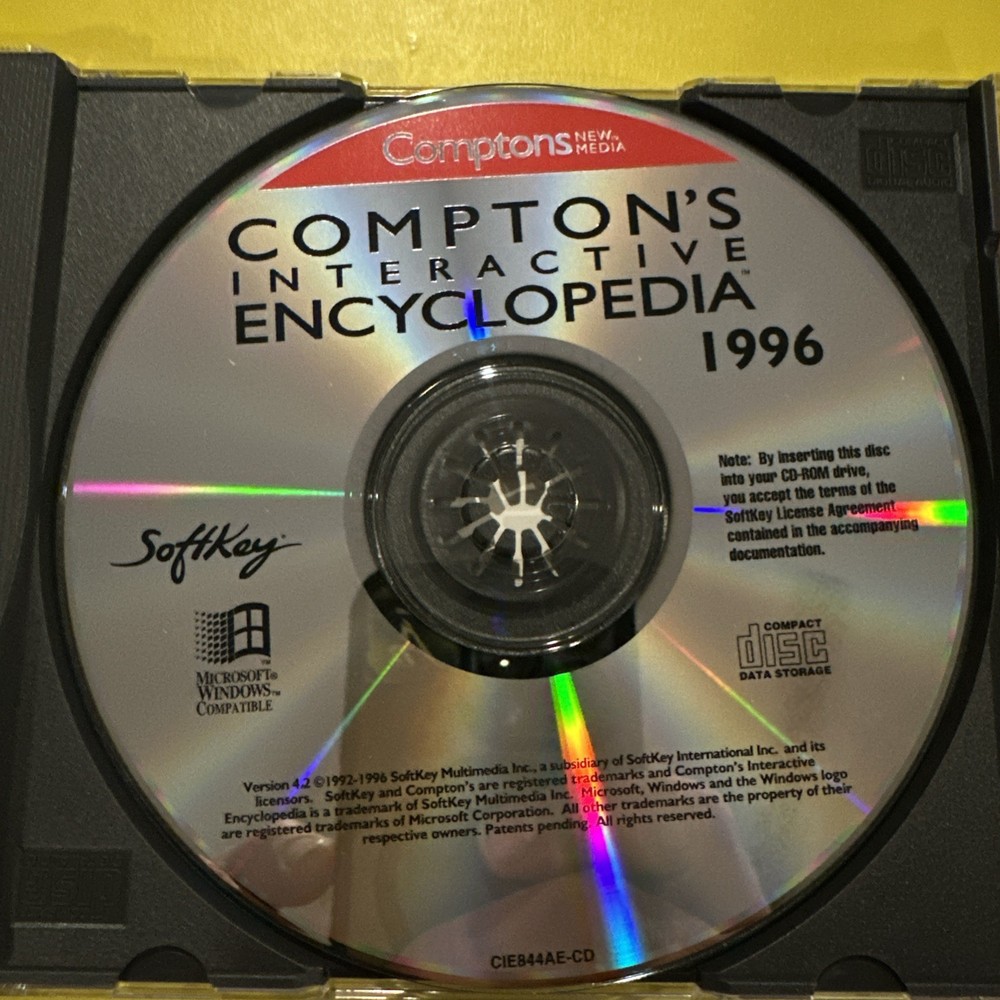 Comptons NEW™ MEDIA
COMPTON'S
INTERACTIVE
ENCYCLOPEDIA™
1996
Note: By inserting this disc
into your CD-ROM drive,
you accept the terms of the
SoftKey License Agreement
contained in the accompanying
documentation.
SoftKey
MICROSOFT®
WINDOWS™
COMPATIBLE
COMPACT
disc
DATA STORAGE
Version 4.2 ©1992-1996 SoftKey Multimedia Inc., a subsidiary of SoftKey International Inc. and its
licensors. SoftKey and Compton's are registered trademarks and Compton's Interactive
Encyclopedia is a trademark of SoftKey Multimedia Inc. Microsoft, Windows and the Windows logo
are registered trademarks of Microsoft Corporation. All other trademarks are the property of their
respective owners. Patents pending. All rights reserved.
CIE844AE-CD